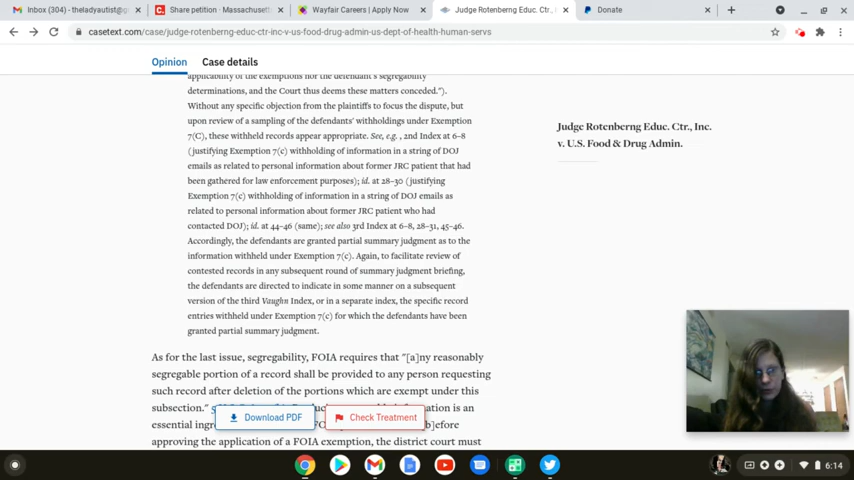 Inbox (304) - theladyautist@g
Share petition · Massachuset
Wayfair Careers | Apply Now
Judge Rotenberng Educ. Ctr.,
Donate
casetext.com/case/judge-rotenberg-educ-ctr-inc-v-us-food-drug-admin-us-dept-of-health-human-servs
Opinion
Case details
applicability of the exemptions nor the defendant's segregability
determinations, and the Court thus deems these matters conceded.").
Without any specific objection from the plaintiffs to focus the dispute, but
upon review of a sampling of the defendants' withholdings under Exemption
7(C), these withheld records appear appropriate. See, e.g. , 2nd Index at 6–8
(justifying Exemption 7(c) withholding of information in a string of DOJ
emails as related to personal information about former JRC patient that had
been gathered for law enforcement purposes); id. at 28–30 (justifying
Exemption 7(c) withholding of information in a string of DOJ emails as
related to personal information about former JRC patient who had
contacted DOJ); id. at 44–46 (same); see also 3rd Index at 6–8, 28–31, 45–46.
Accordingly, the defendants are granted partial summary judgment as to the
information withheld under Exemption 7(c). Again, to facilitate review of
contested records in any subsequent round of summary judgment briefing,
the defendants are directed to indicate in some manner on a subsequent
version of the third Vaughn Index, or in a separate index, the specific record
entries withheld under Exemption 7(c) for which the defendants have been
granted partial summary judgment.
As for the last issue, segregability, FOIA requires that "[a]ny reasonably
segregable portion of a record shall be provided to any person requesting
such record after deletion of the portions which are exempt under this
subsection." is an
Download PDF
Check Treatment
essential b]efore
approving the application of a FOIA exemption, the district court must
Judge Rotenberng Educ. Ctr., Inc.
v. U.S. Food & Drug Admin.
6:14